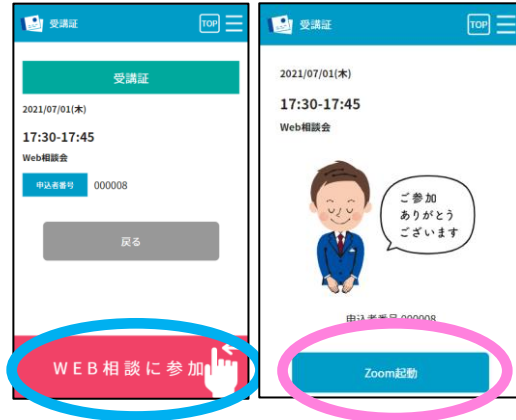 受講証
TOP
受講証
2021/07/01(木)
17:30-17:45
Web相談会
申込者番号 000008
戻る
WEB相談に参加
受講証
TOP
2021/07/01(木)
17:30-17:45
Web相談会
ご参加
ありがとう
ございます
申込者番号 000008
Zoom起動